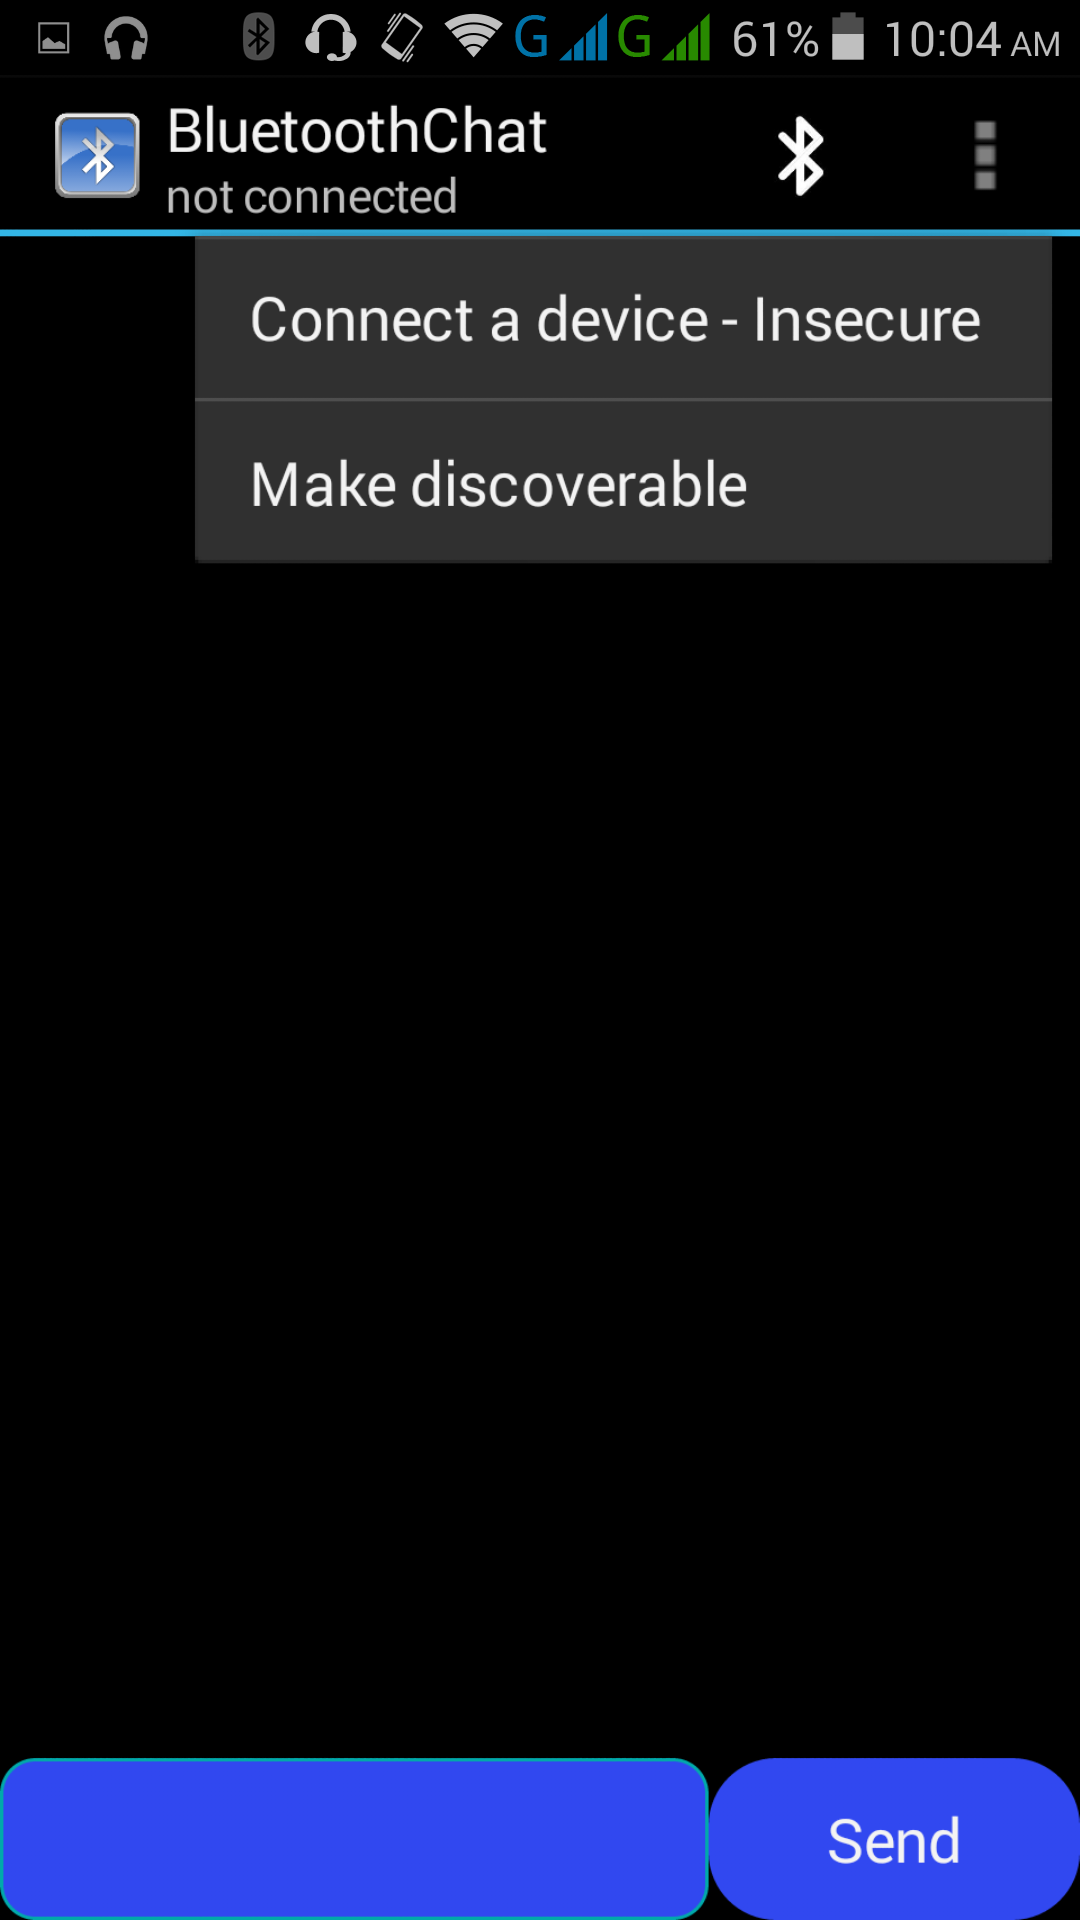 G G 61% 10:04 AM
BluetoothChat
not connected
Connect a device - Insecure
Make discoverable
Send